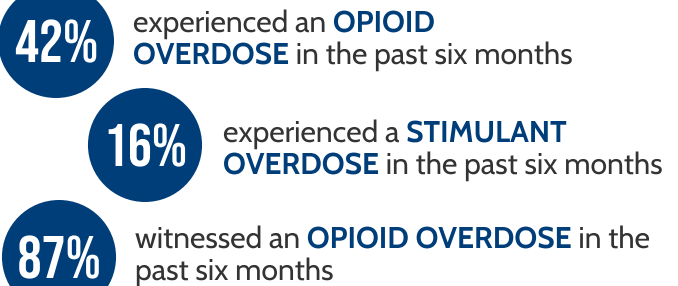 42%
experienced an OPIOID
OVERDOSE in the past six months
16%
experienced a STIMULANT
OVERDOSE in the past six months
87%
witnessed an OPIOID OVERDOSE in the
past six months